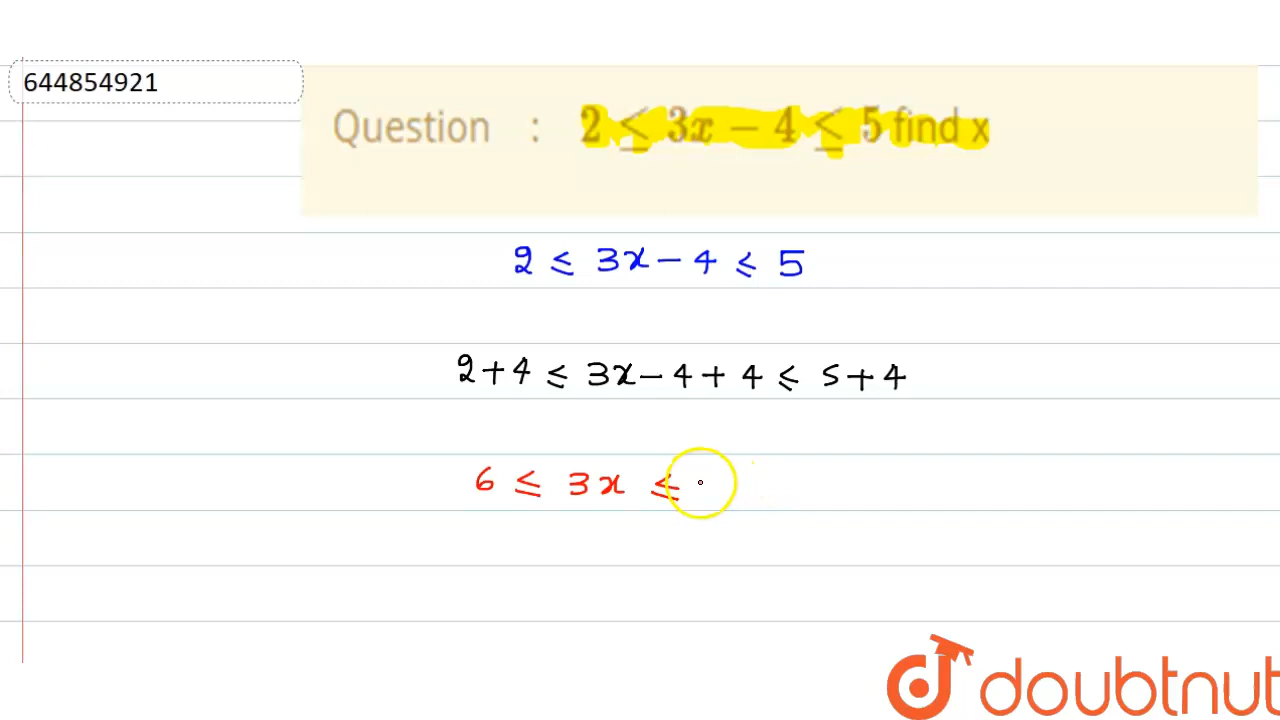 644854921
Question : 2 ≤ 3x − 4 ≤ 5 find x
2 ≤ 3x − 4 ≤ 5
2+4 ≤ 3x − 4 + 4 ≤ 5+4
6 ≤ 3x ≤
doubtnut